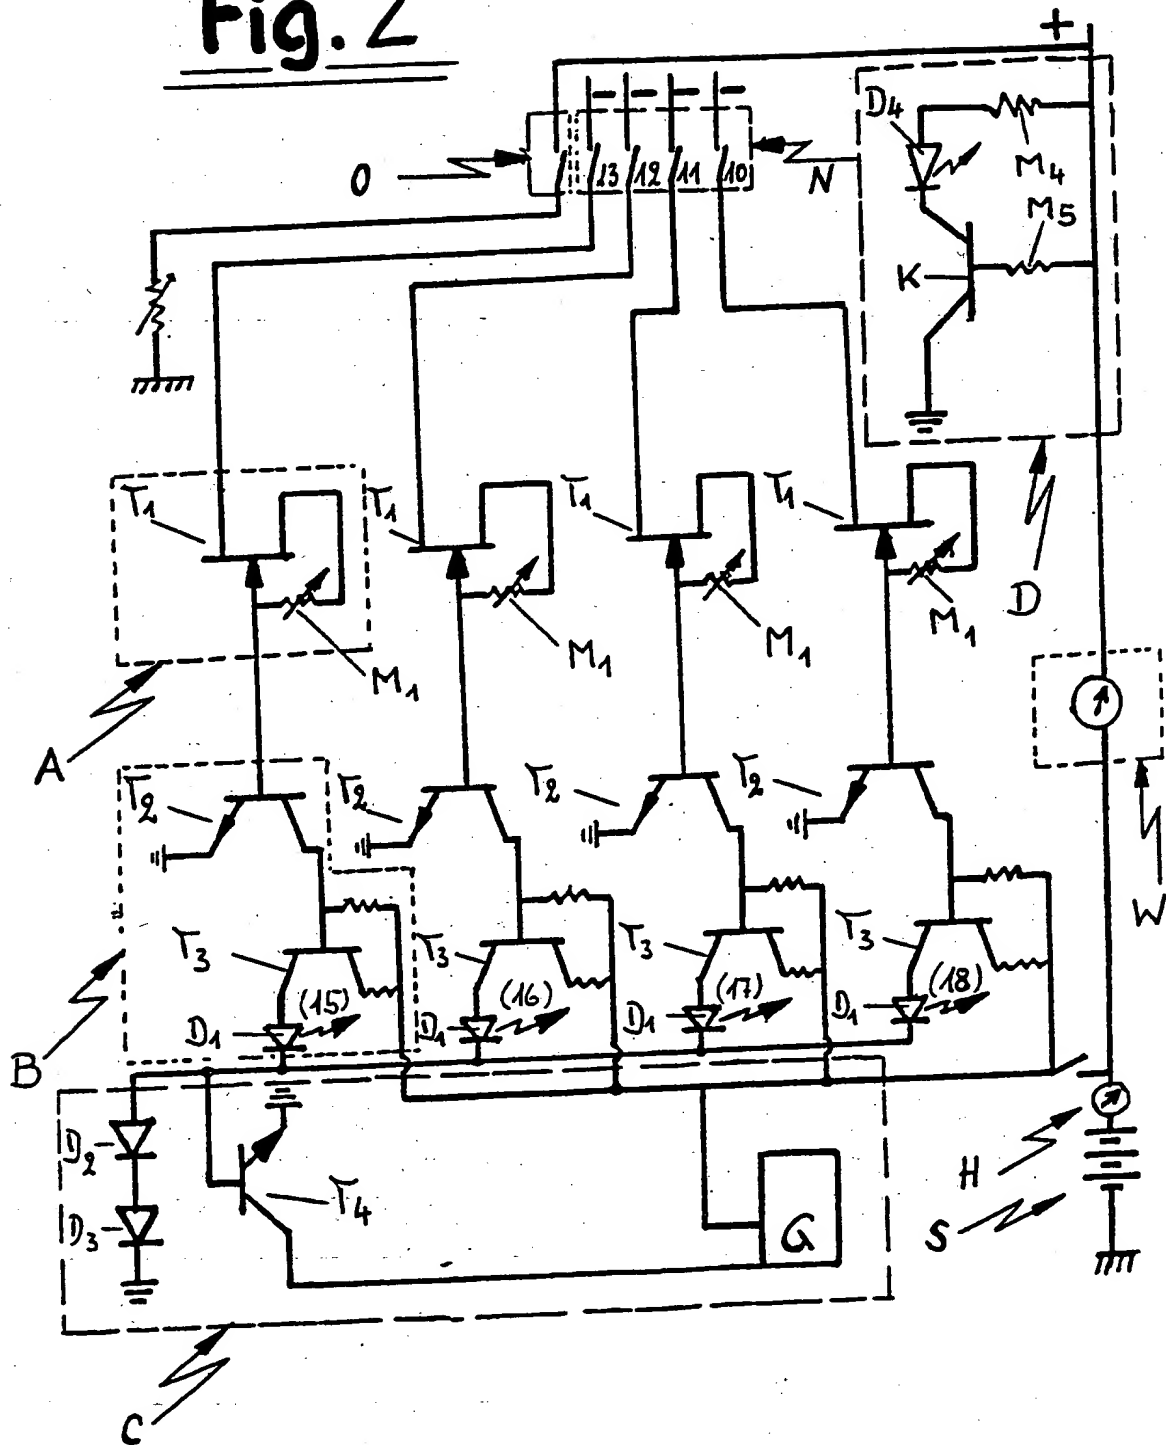 Fig. 2
+
O
13 12 11 10
N
D4
M4
M5
K
T1 T1 T1 T1
D
M1 M1 M1 M1
A
T2 T2 T2 T2
W
T3 T3 T3 T3
(15) (16) (17) (18)
D1 D1 D1 D1
B
D2
H
T4
D3
G
S
C